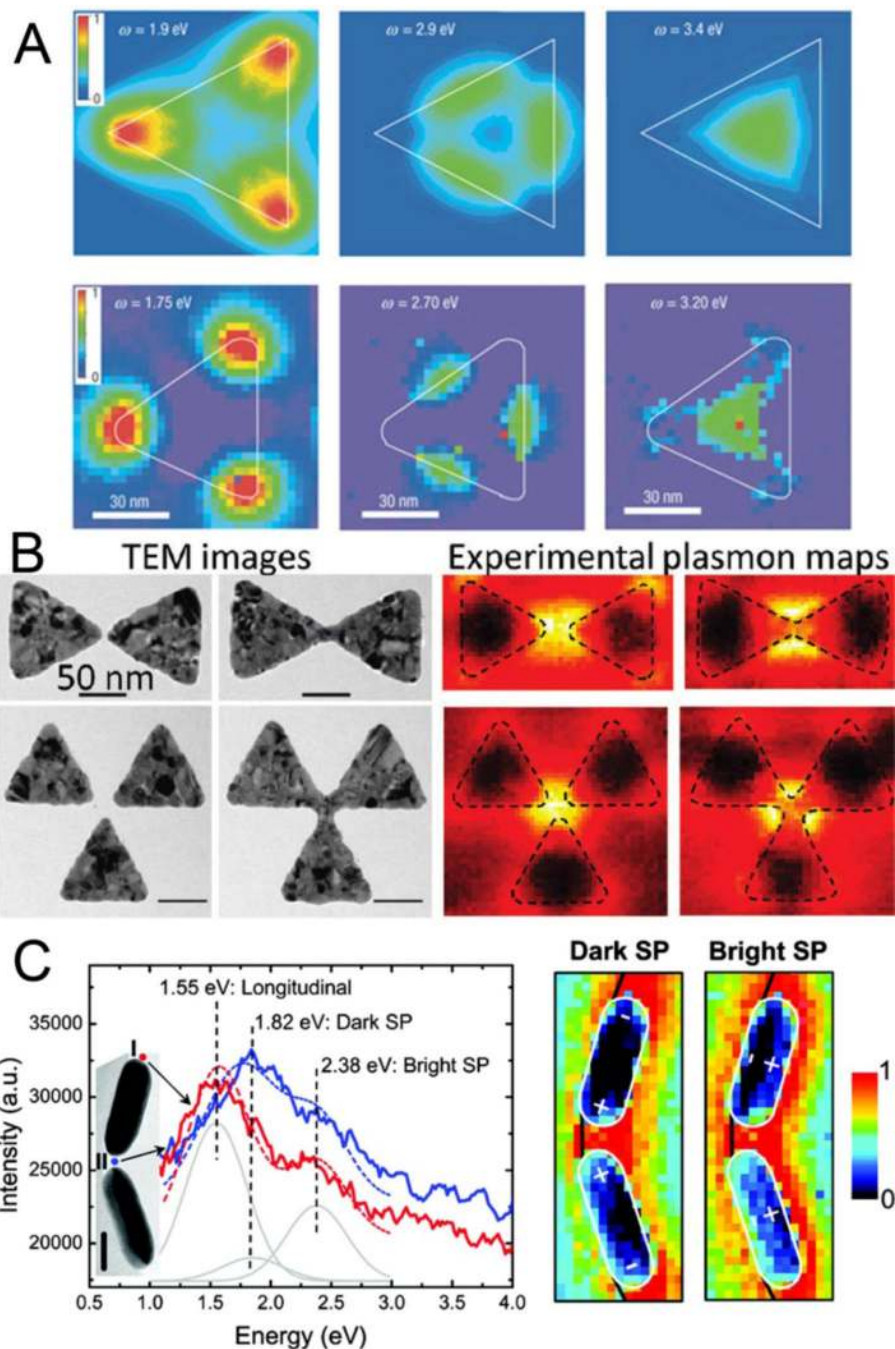 A
1
0
ω = 1.9 eV
ω = 2.9 eV
ω = 3.4 eV
1
0
ω = 1.75 eV
ω = 2.70 eV
ω = 3.20 eV
30 nm
30 nm
30 nm
B
TEM images
Experimental plasmon maps
50 nm
C
1.55 eV: Longitudinal
1.82 eV: Dark SP
2.38 eV: Bright SP
35000
30000
25000
20000
Intensity (a.u.)
I
II
0.5 1.0 1.5 2.0 2.5 3.0 3.5 4.0
Energy (eV)
Dark SP
Bright SP
-
+
+
-
-
+
+
1
0